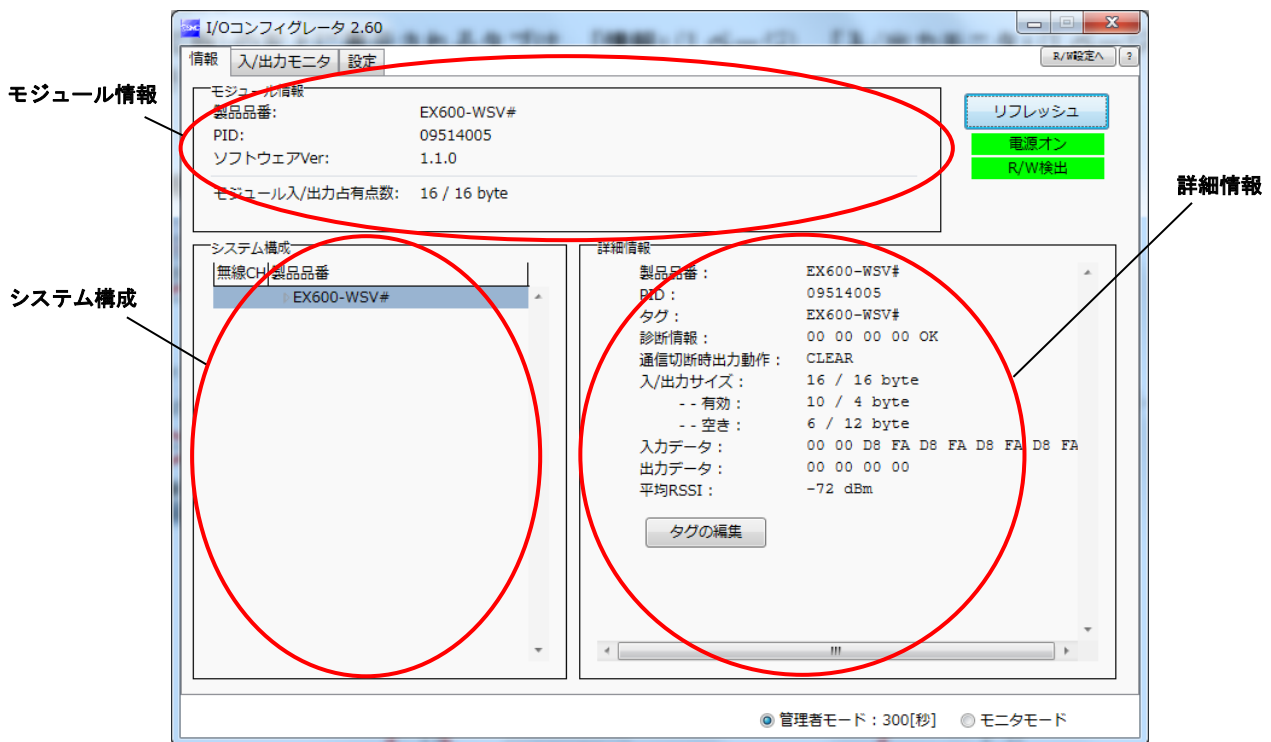 I/Oコンフィグレータ 2.60
情報 入/出力モニタ 設定 R/W設定へ ?
モジュール情報
モジュール情報
製品品番: EX600-WSV#
PID: 09514005
ソフトウェアVer: 1.1.0
モジュール入/出力占有点数: 16 / 16 byte
リフレッシュ
電源オン
R/W検出
詳細情報
システム構成
システム構成
無線CH 製品品番
EX600-WSV#
詳細情報
製品品番: EX600-WSV#
PID: 09514005
タグ: EX600-WSV#
診断情報: 00 00 00 00 OK
通信切断時出力動作: CLEAR
入/出力サイズ: 16 / 16 byte
--有効: 10 / 4 byte
--空き: 6 / 12 byte
入力データ: 00 00 D8 FA D8 FA D8 FA D8 FA
出力データ: 00 00 00 00
平均RSSI: -72 dBm
タグの編集
管理者モード:300[秒] モニタモード